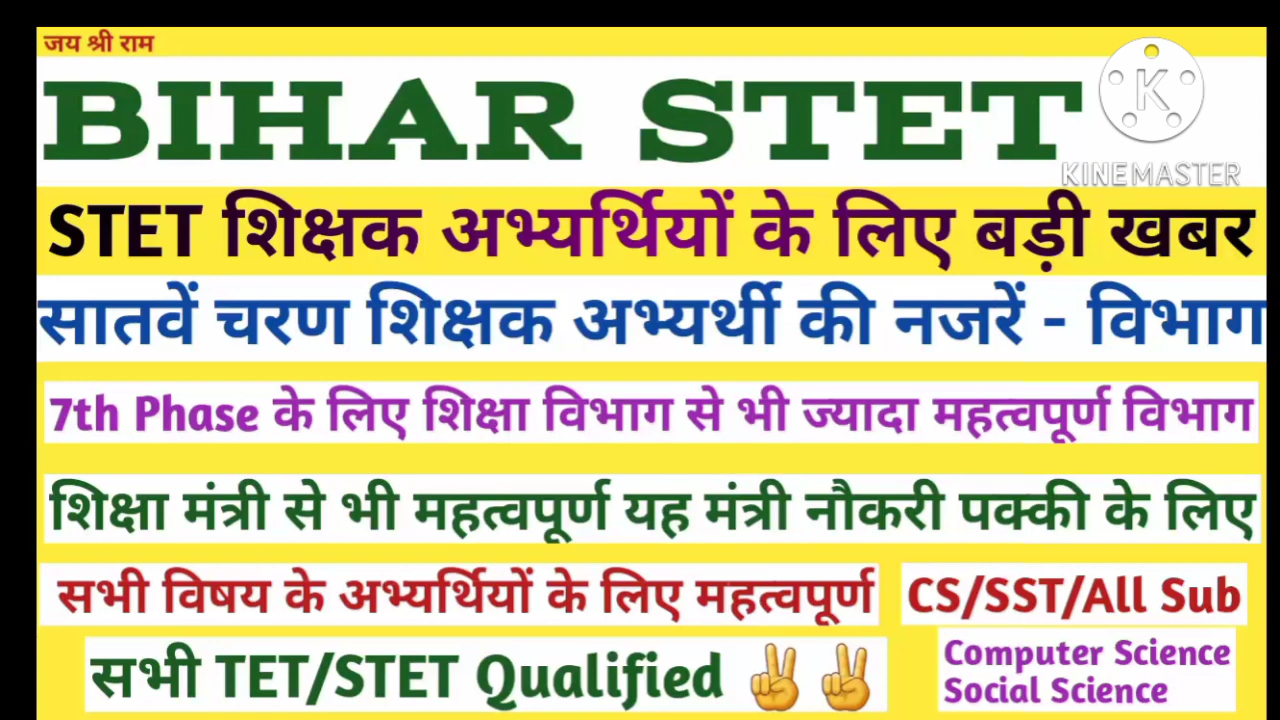 जय श्री राम
BIHAR STET
K
KINEMASTER
STET शिक्षक अभ्यर्थियों के लिए बड़ी खबर
सातवें चरण शिक्षक अभ्यर्थी की नजरें - विभाग
7th Phase के लिए शिक्षा विभाग से भी ज्यादा महत्वपूर्ण विभाग
शिक्षा मंत्री से भी महत्वपूर्ण यह मंत्री नौकरी पक्की के लिए
सभी विषय के अभ्यर्थियों के लिए महत्वपूर्ण
CS/SST/All Sub
सभी TET/STET Qualified ✌️✌️
Computer Science
Social Science